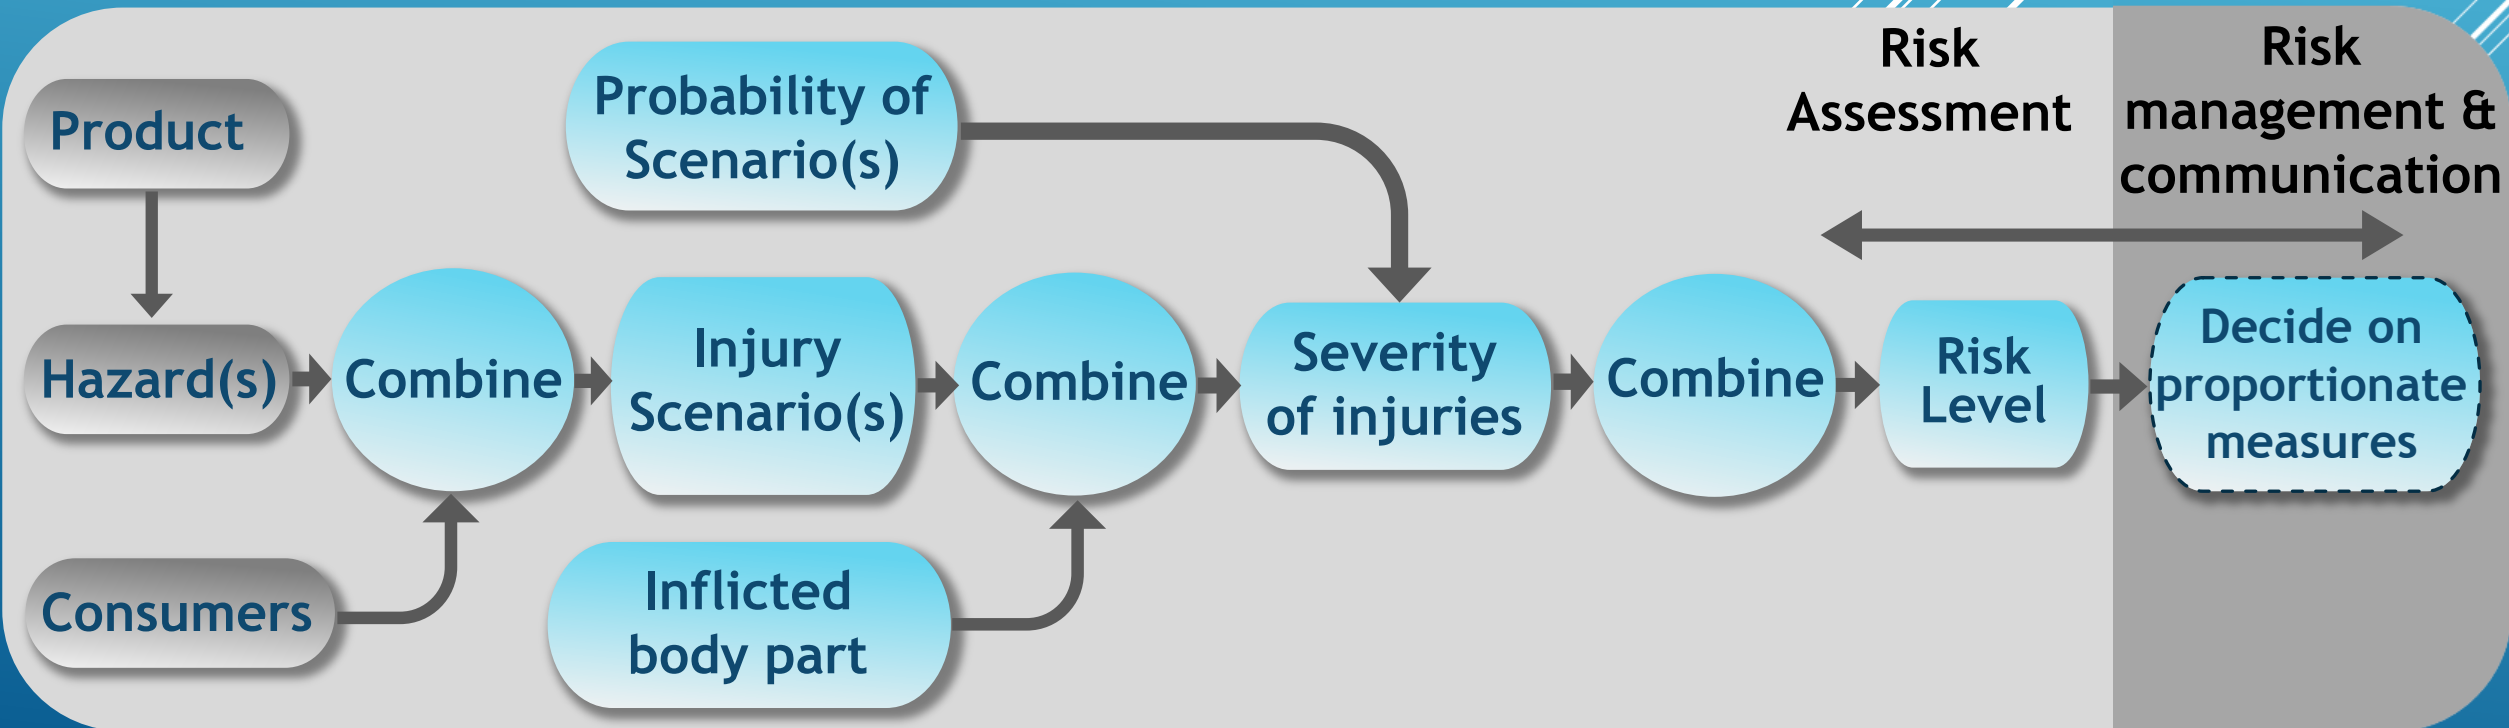 Product
Probability of
Scenario(s)
Risk
Assessment
Risk
management &
communication
Hazard(s)
Combine
Injury
Scenario(s)
Combine
Severity
of injuries
Combine
Risk
Level
Decide on
proportionate
measures
Consumers
Inflicted
body part